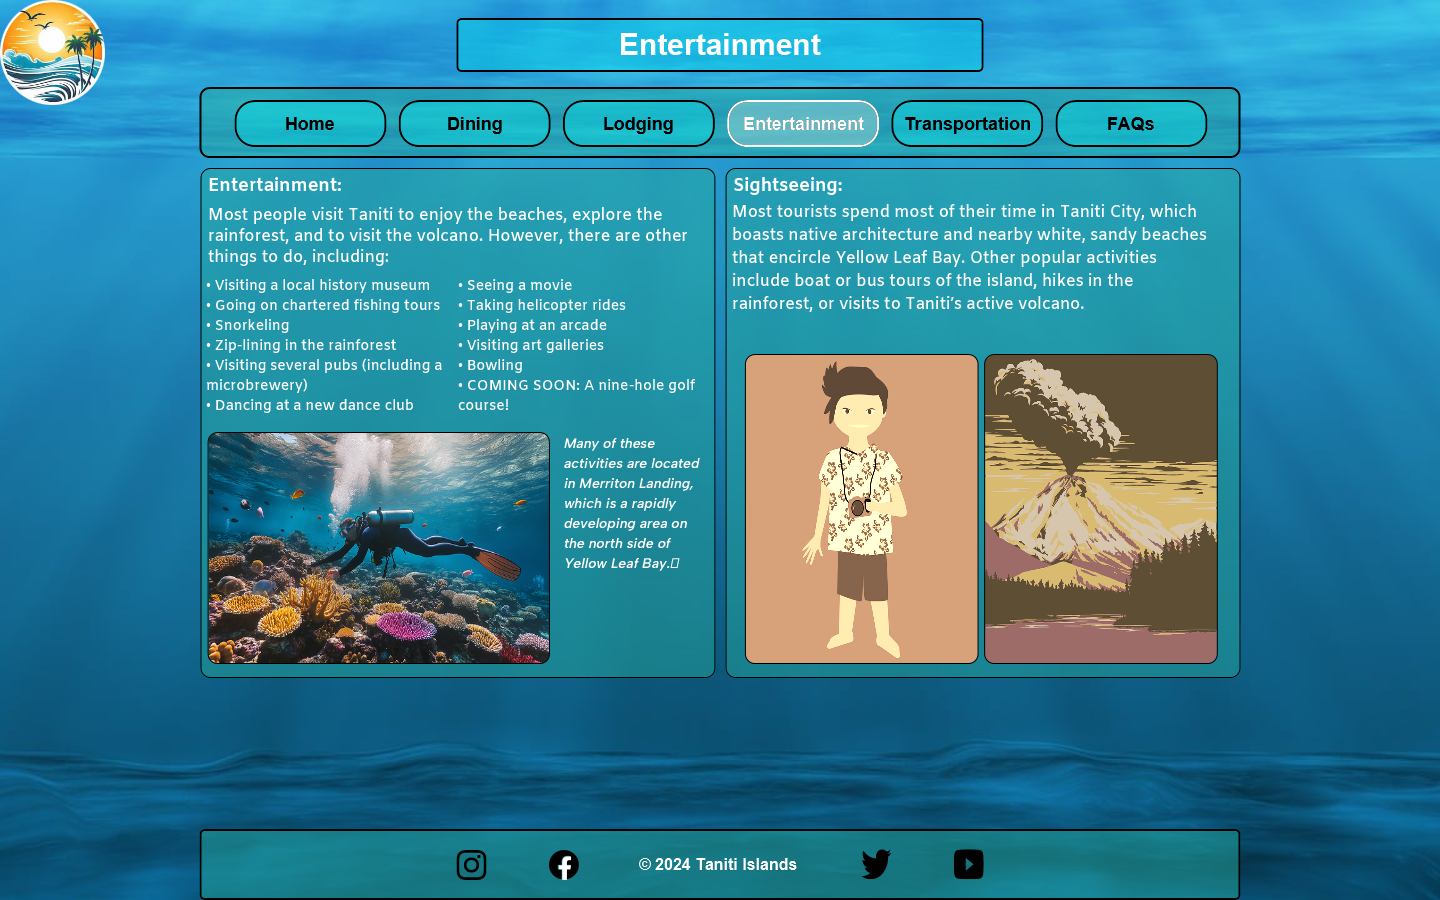 Entertainment
Home
Dining
Lodging
Entertainment
Transportation
FAQs
Entertainment:
Most people visit Taniti to enjoy the beaches, explore the
rainforest, and to visit the volcano. However, there are other
things to do, including:
• Visiting a local history museum
• Going on chartered fishing tours
• Snorkeling
• Zip-lining in the rainforest
• Visiting several pubs (including a
microbrewery)
• Dancing at a new dance club
• Seeing a movie
• Taking helicopter rides
• Playing at an arcade
• Visiting art galleries
• Bowling
• COMING SOON: A nine-hole golf
course!
Many of these
activities are located
in Merriton Landing,
which is a rapidly
developing area on
the north side of
Yellow Leaf Bay.
Sightseeing:
Most tourists spend most of their time in Taniti City, which
boasts native architecture and nearby white, sandy beaches
that encircle Yellow Leaf Bay. Other popular activities
include boat or bus tours of the island, hikes in the
rainforest, or visits to Taniti’s active volcano.
© 2024 Taniti Islands